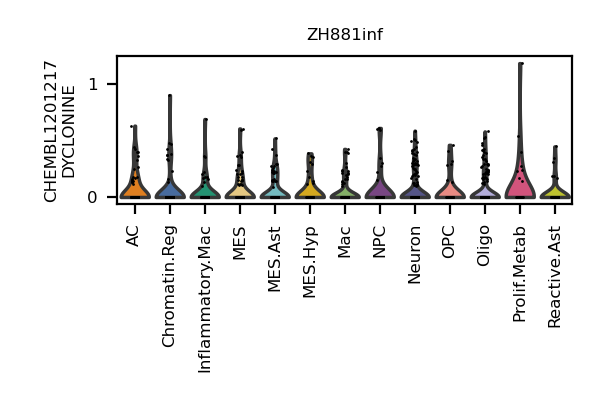 ZH881inf
CHEMBL1201217
DYCLONINE
1
0
AC
Chromatin.Reg
Inflammatory.Mac
MES
MES.Ast
MES.Hyp
Mac
NPC
Neuron
OPC
Oligo
Prolif.Metab
Reactive.Ast